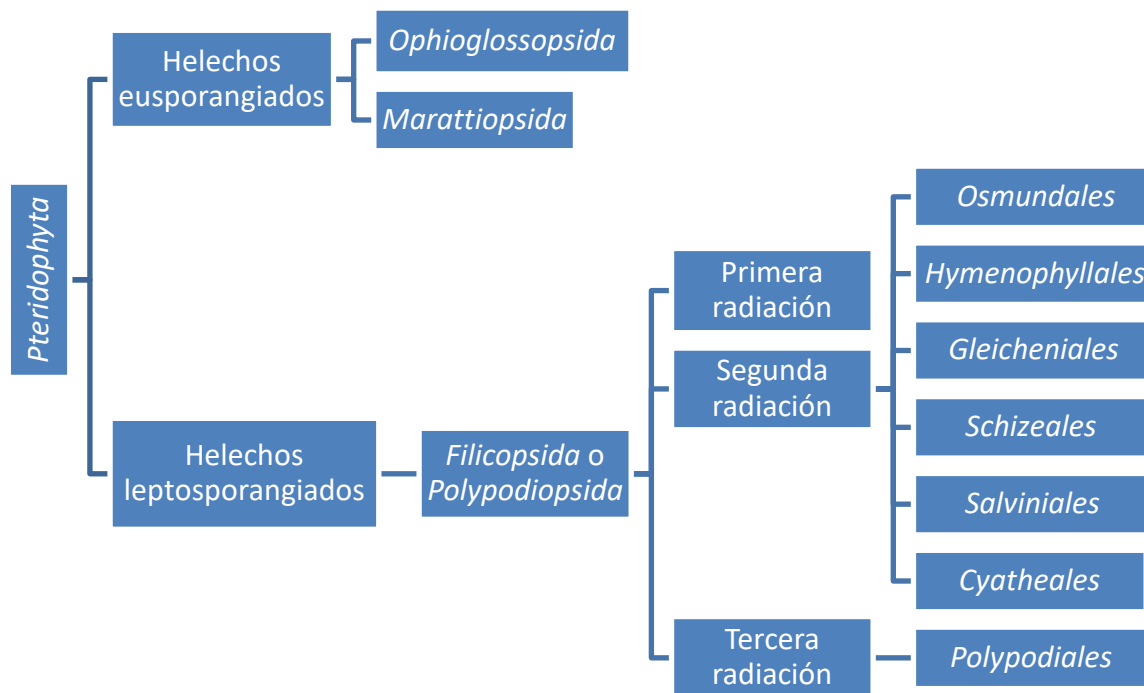 Pteridophyta
Helechos
eusporangiados
Ophioglossopsida
Marattiopsida
Helechos
leptosporangiados
Filicopsida o
Polypodiopsida
Primera
radiación
Segunda
radiación
Osmundales
Hymenophyllales
Gleicheniales
Schizeales
Salviniales
Cyatheales
Tercera
radiación
Polypodiales